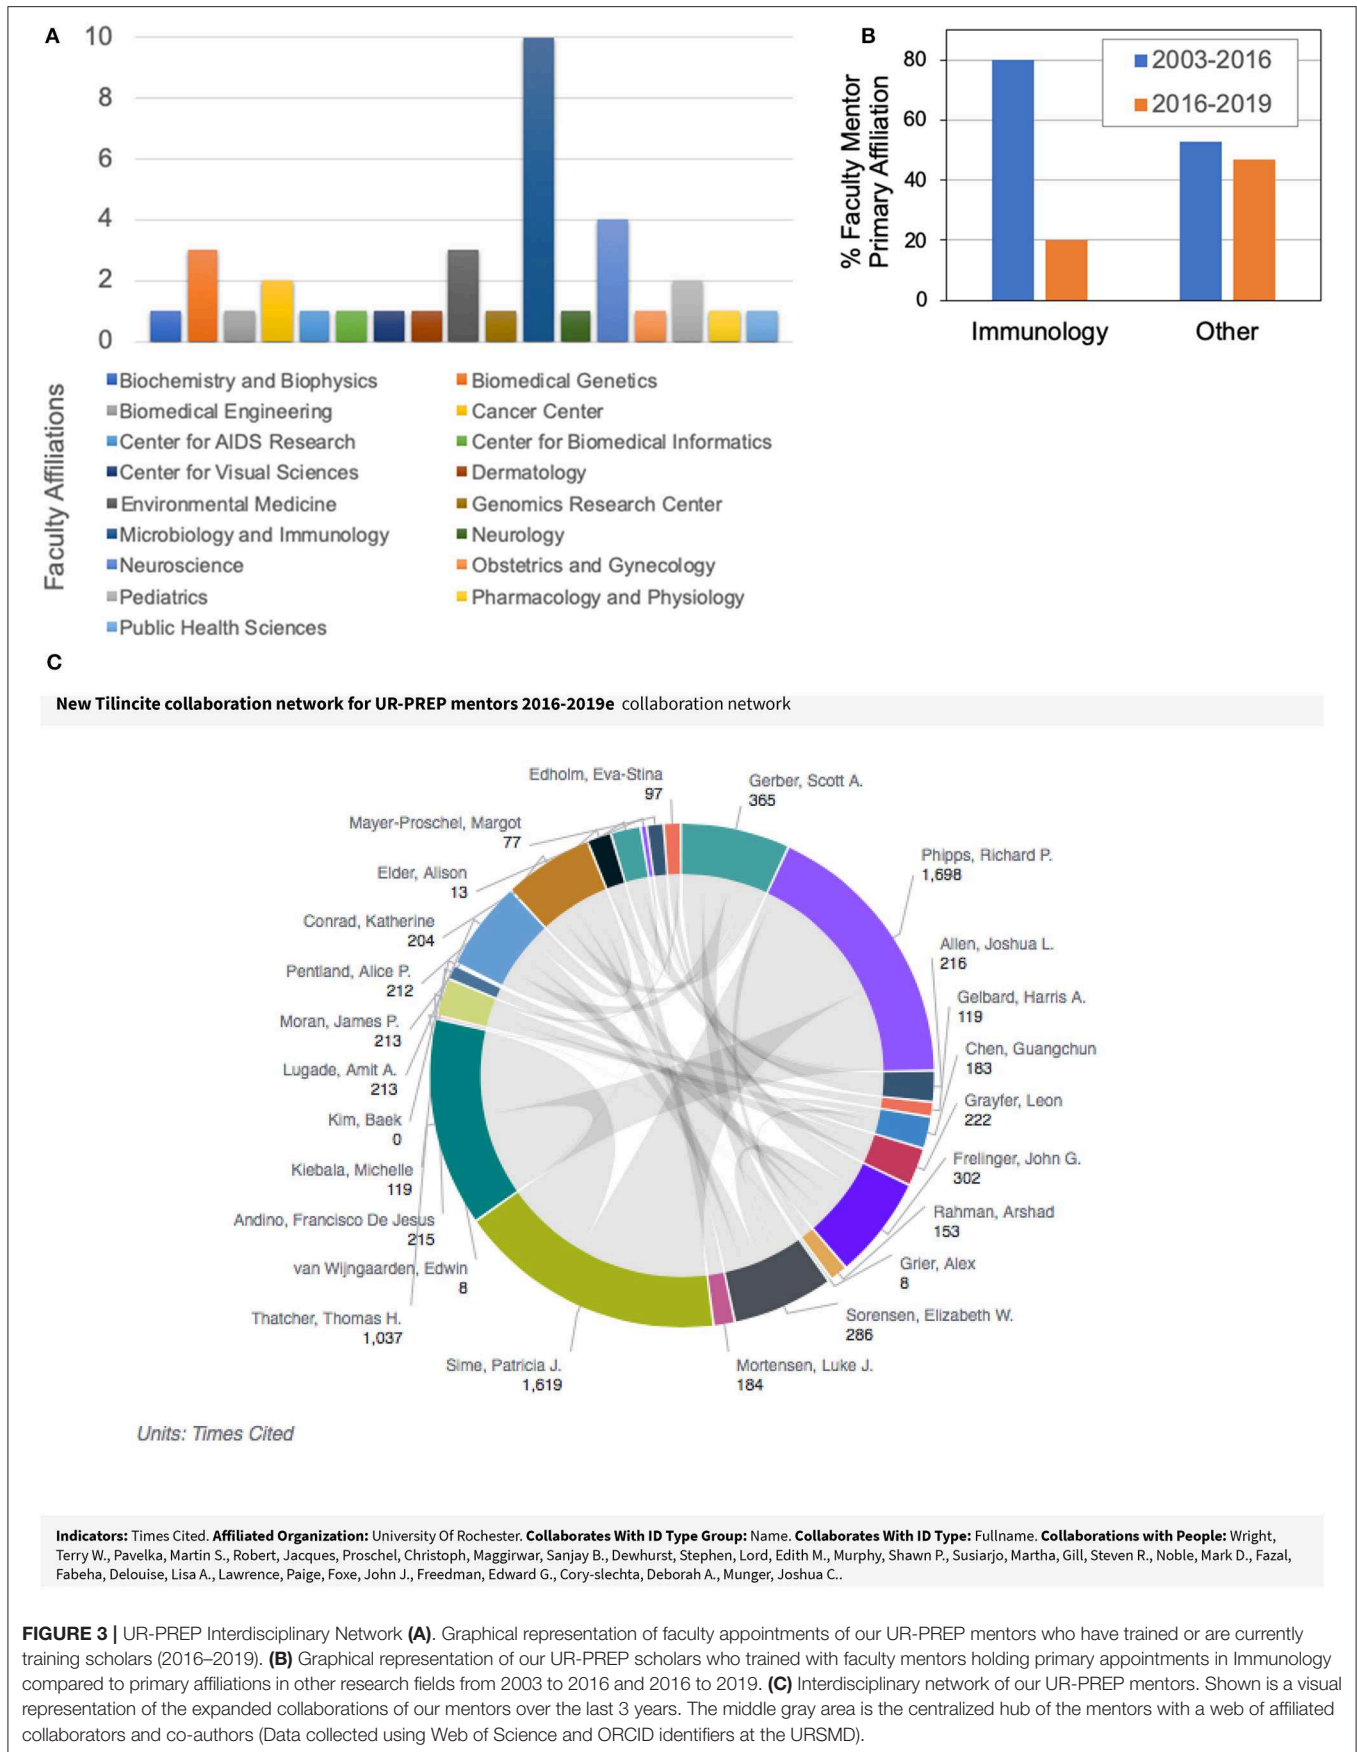 A
10
8
6
4
2
0
Faculty Affiliations
Biochemistry and Biophysics
Biomedical Genetics
Biomedical Engineering
Cancer Center
Center for AIDS Research
Center for Biomedical Informatics
Center for Visual Sciences
Dermatology
Environmental Medicine
Genomics Research Center
Microbiology and Immunology
Neurology
Neuroscience
Obstetrics and Gynecology
Pediatrics
Pharmacology and Physiology
Public Health Sciences
B
% Faculty Mentor
Primary Affiliation
80
60
40
20
0
2003-2016
2016-2019
Immunology
Other
C
New Tilincite collaboration network for UR-PREP mentors 2016-2019e collaboration network
Edholm, Eva-Stina
97
Gerber, Scott A.
365
Mayer-Proschel, Margot
77
Phipps, Richard P.
1,698
Elder, Alison
13
Conrad, Katherine
204
Allen, Joshua L.
216
Pentland, Alice P.
212
Gelbard, Harris A.
119
Moran, James P.
213
Chen, Guangchun
183
Lugade, Amit A.
213
Grayfer, Leon
222
Kim, Baek
0
Frelinger, John G.
302
Kiebala, Michelle
119
Rahman, Arshad
153
Andino, Francisco De Jesus
215
Grier, Alex
8
van Wijngaarden, Edwin
8
Thatcher, Thomas H.
1,037
Sorensen, Elizabeth W.
286
Sime, Patricia J.
1,619
Mortensen, Luke J.
184
Units: Times Cited
Indicators: Times Cited. Affiliated Organization: University Of Rochester. Collaborates With ID Type Group: Name. Collaborates With ID Type: Fullname. Collaborations with People: Wright,
Terry W., Pavelka, Martin S., Robert, Jacques, Proschel, Christoph, Maggirwar, Sanjay B., Dewhurst, Stephen, Lord, Edith M., Murphy, Shawn P., Susiarjo, Martha, Gill, Steven R., Noble, Mark D., Fazal,
Fabeha, Delouise, Lisa A., Lawrence, Paige, Foxe, John J., Freedman, Edward G., Cory-slechta, Deborah A., Munger, Joshua C..
FIGURE 3 | UR-PREP Interdisciplinary Network (A). Graphical representation of faculty appointments of our UR-PREP mentors who have trained or are currently
training scholars (2016–2019). (B) Graphical representation of our UR-PREP scholars who trained with faculty mentors holding primary appointments in Immunology
compared to primary affiliations in other research fields from 2003 to 2016 and 2016 to 2019. (C) Interdisciplinary network of our UR-PREP mentors. Shown is a visual
representation of the expanded collaborations of our mentors over the last 3 years. The middle gray area is the centralized hub of the mentors with a web of affiliated
collaborators and co-authors (Data collected using Web of Science and ORCID identifiers at the URSMD).